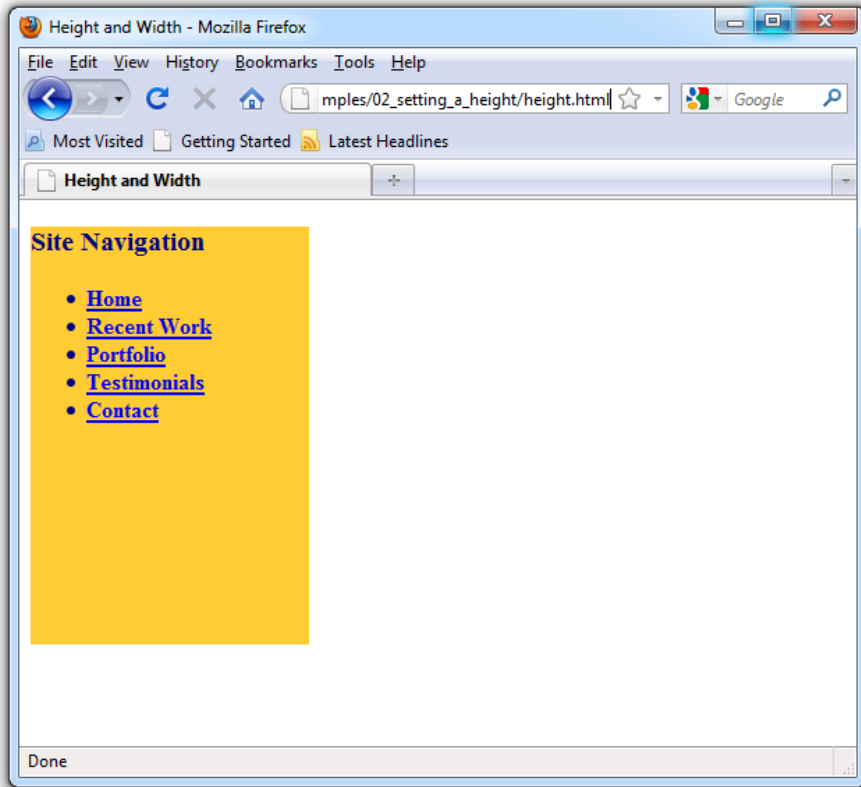 Height and Width - Mozilla Firefox
File Edit View History Bookmarks Tools Help
mples/02_setting_a_height/height.html Google
Most Visited Getting Started Latest Headlines
Height and Width
Site Navigation
• Home
• Recent Work
• Portfolio
• Testimonials
• Contact
Done